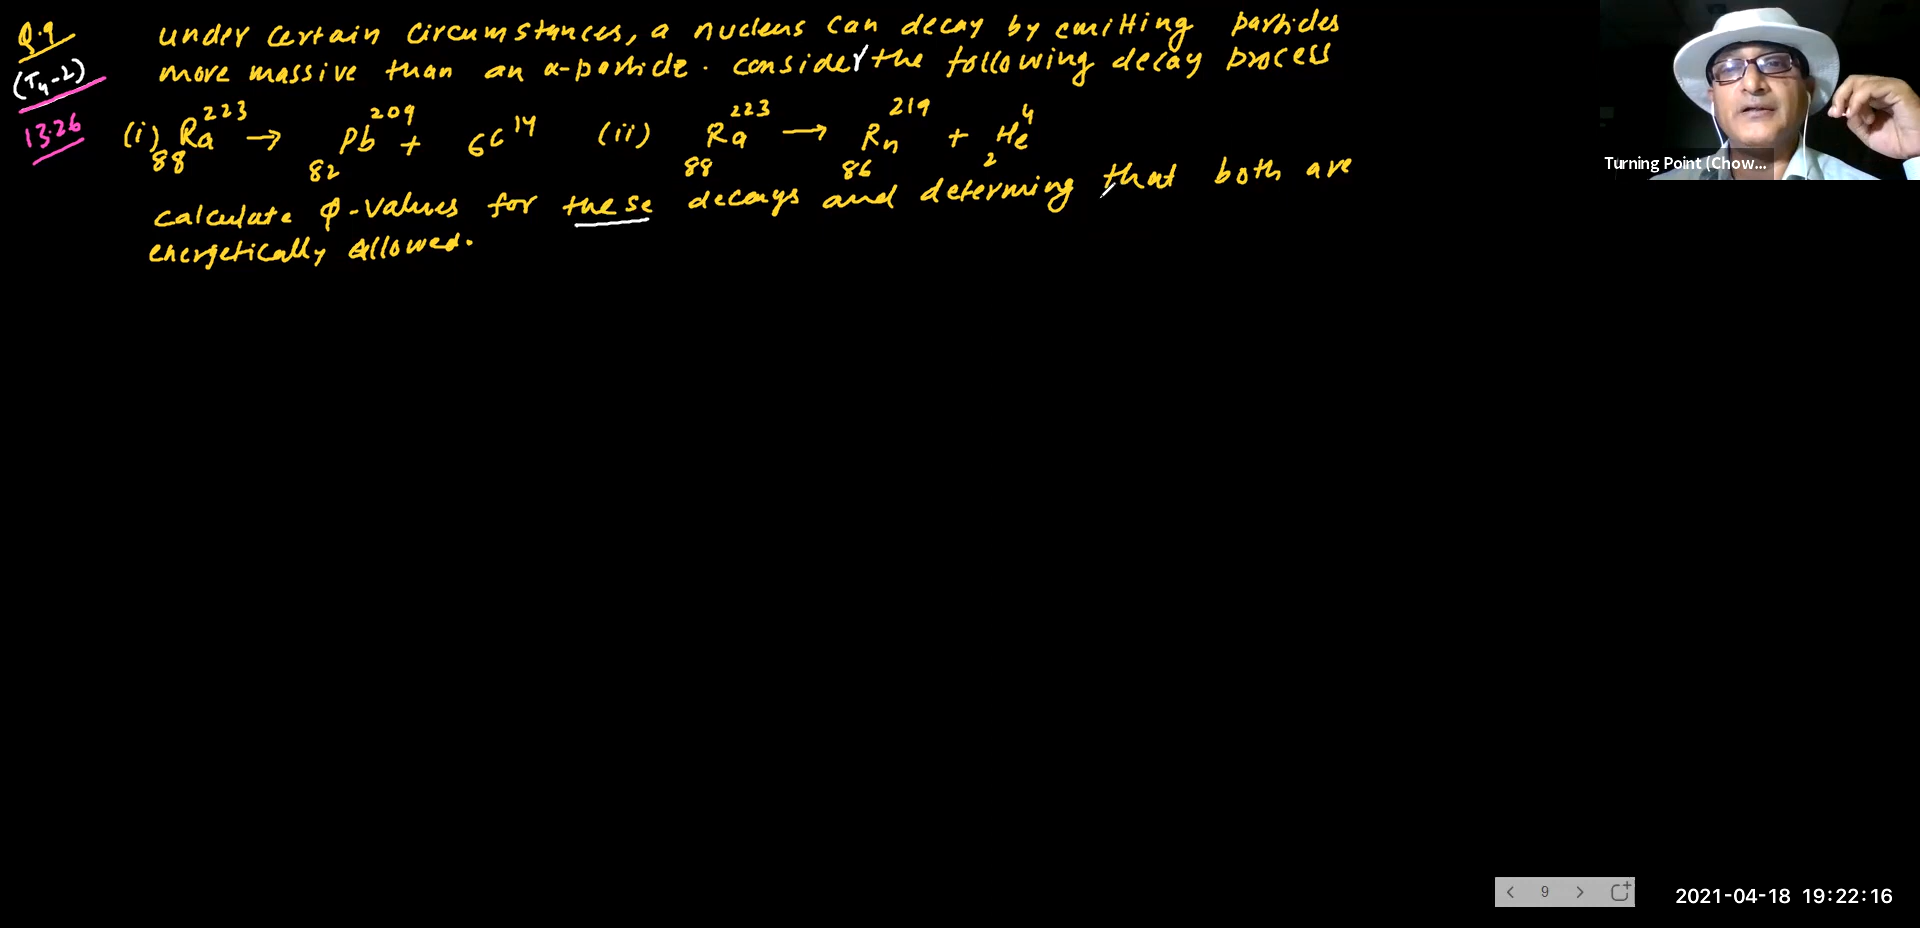 Q.9
(T4-2)
13.26
under certain circumstances, a nucleus can decay by emitting particles
more massive than an α-particle. consider the following decay process
(i) 88Ra223 → 82Pb209 + 6C14 (ii) 88Ra223 → 86Rn219 + 2He4
calculate Q-values for these decays and determing that both are
energetically allowed.
Turning Point (Chow...
9
2021-04-18 19:22:16